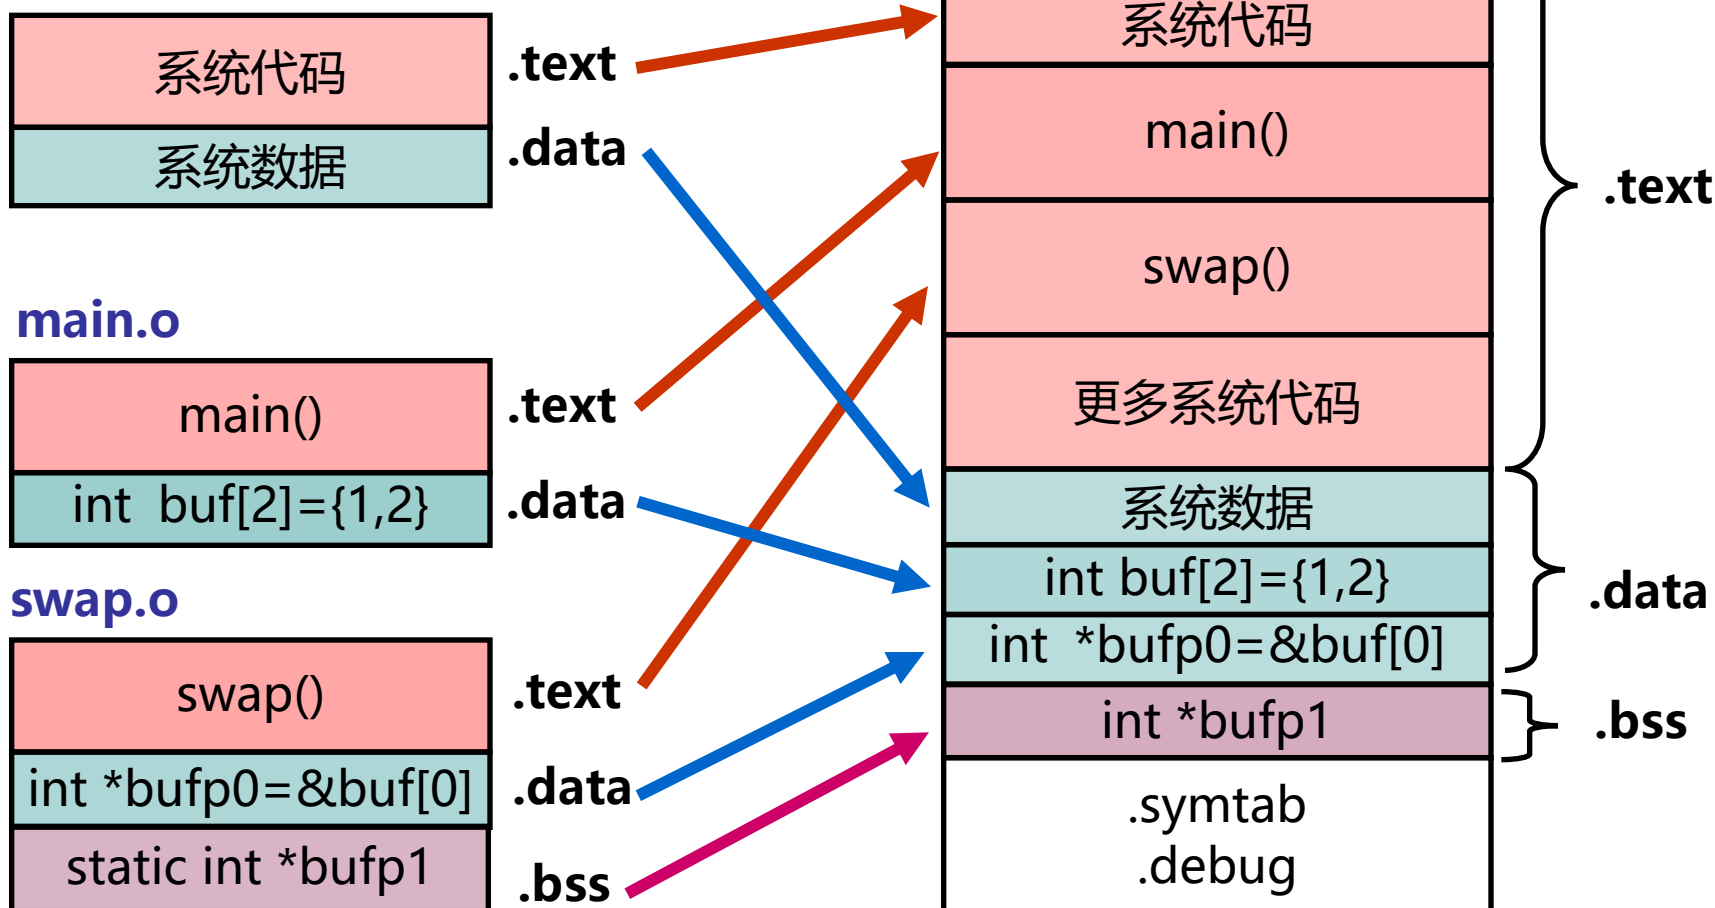 系统代码
.text
系统数据
.data
main.o
main()
.text
int  buf[2]={1,2}
.data
swap.o
swap()
.text
int *bufp0=&buf[0]
.data
static int *bufp1
.bss
系统代码
main()
swap()
更多系统代码
.text
系统数据
int buf[2]={1,2}
int  *bufp0=&buf[0]
.data
int *bufp1
.bss
.symtab
.debug